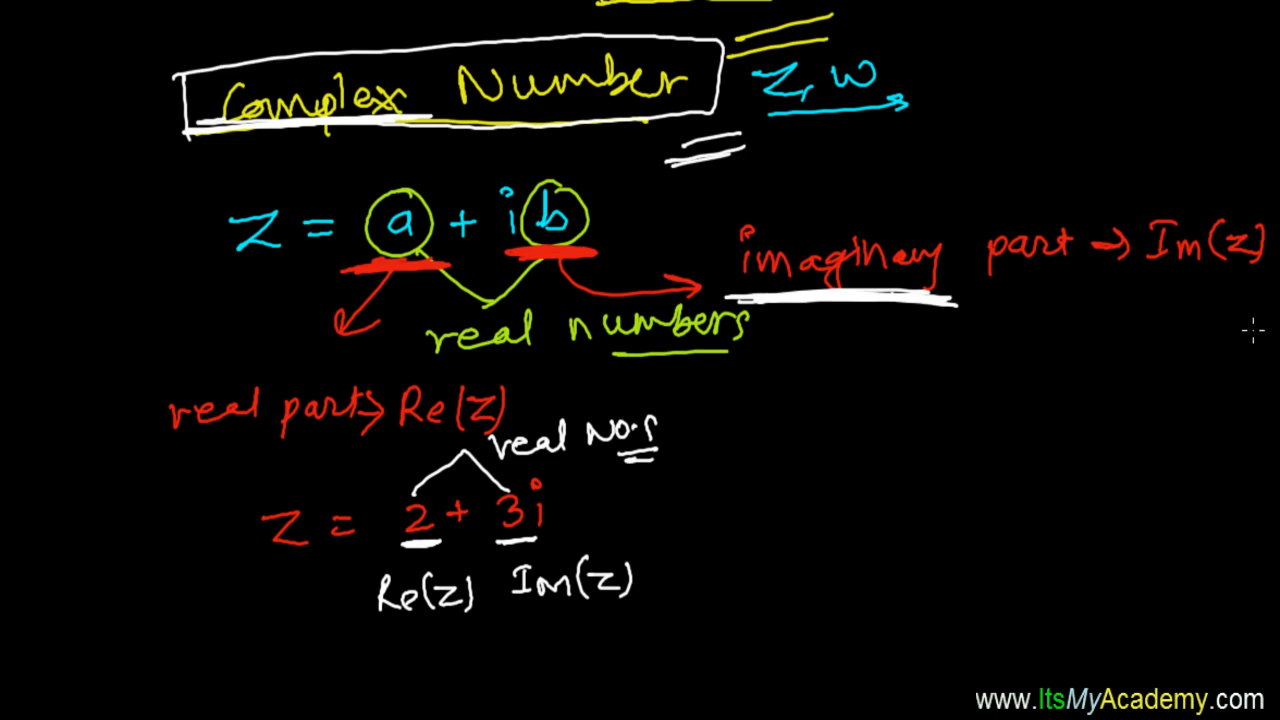 Complex Number
z, w
z = a + ib
imaginary part → Im(z)
real numbers
real part → Re(z)
real No.s
z = 2 + 3i
Re(z) Im(z)
www.ItsMyAcademy.com